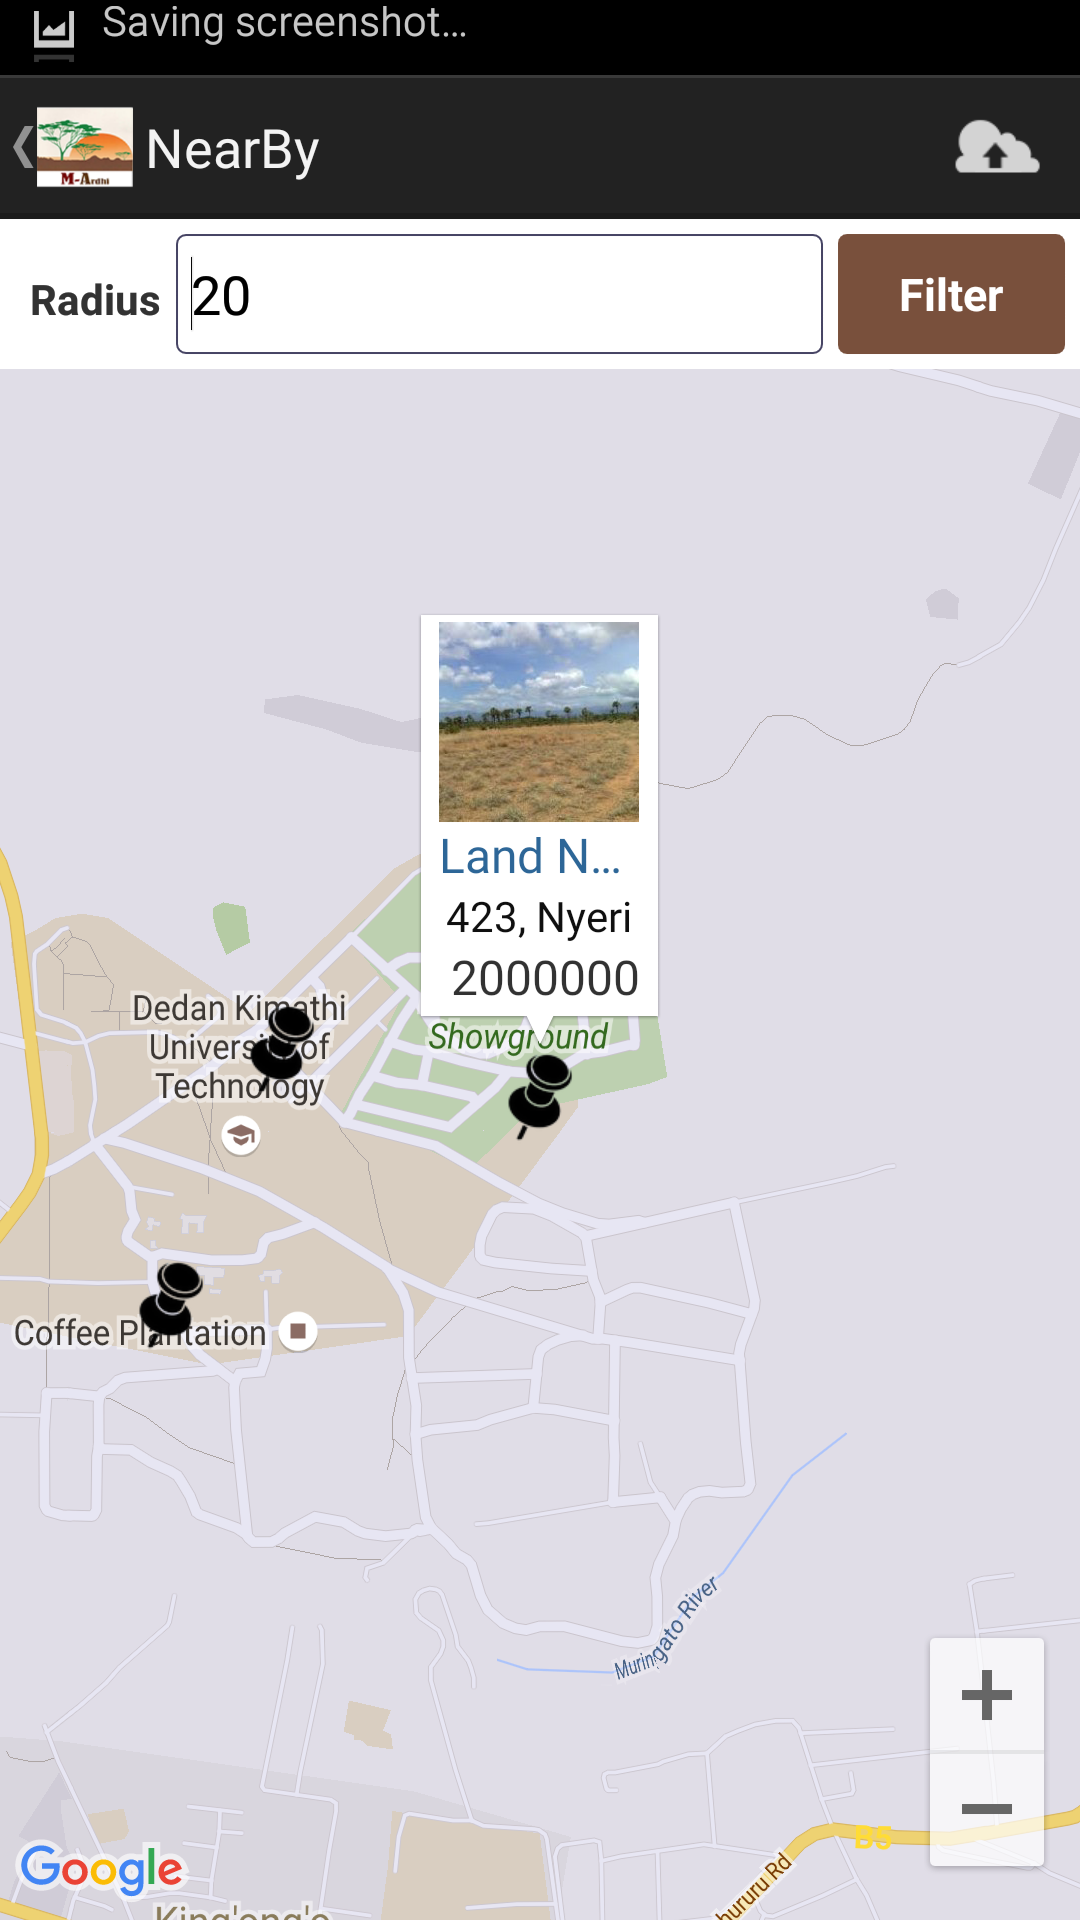 Saving screenshot...
M-Ardhi
NearBy
Radius
20
Filter
Land N...
423, Nyeri
2000000
Showground
Dedan Kimathi
University of
Technology
Coffee Plantation
Muringato River
B5
hururu Rd
Google
King'ong'o